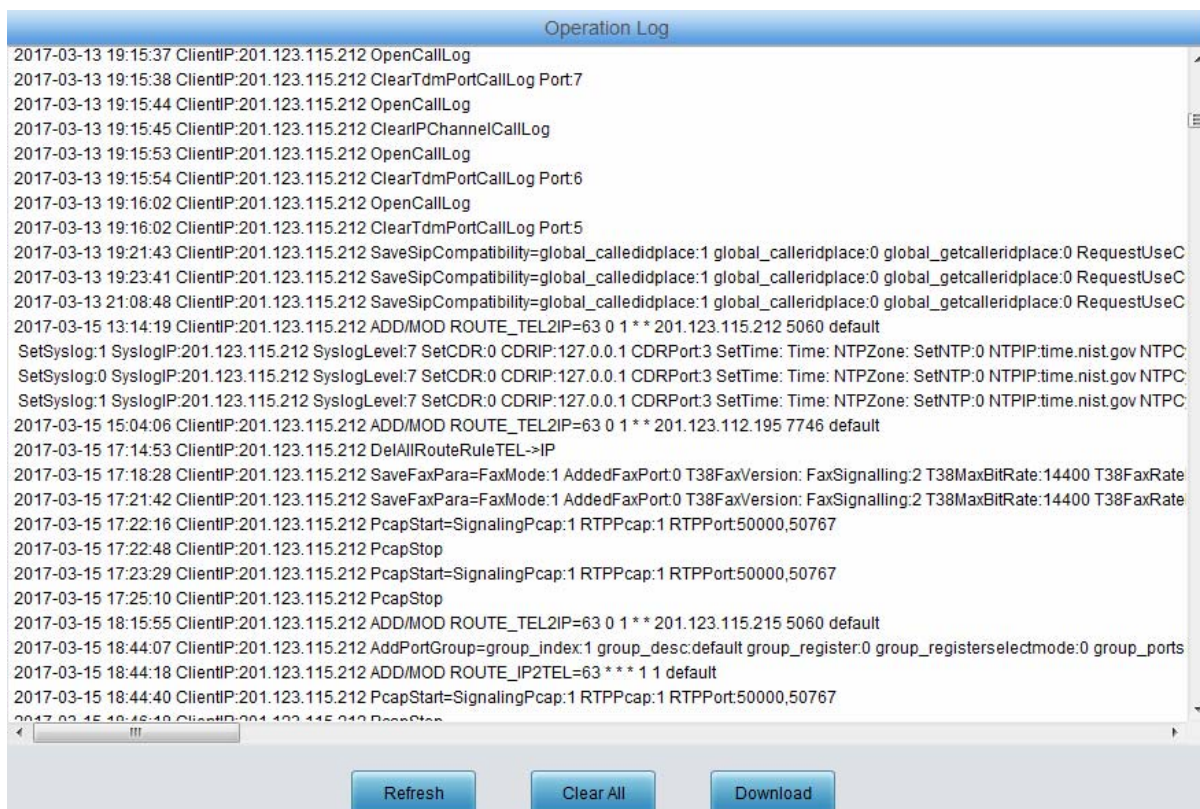 Operation Log
2017-03-13 19:15:37 ClientIP:201.123.115.212 OpenCallLog
2017-03-13 19:15:38 ClientIP:201.123.115.212 ClearTdmPortCallLog Port:7
2017-03-13 19:15:44 ClientIP:201.123.115.212 OpenCallLog
2017-03-13 19:15:45 ClientIP:201.123.115.212 ClearIPChannelCallLog
2017-03-13 19:15:53 ClientIP:201.123.115.212 OpenCallLog
2017-03-13 19:15:54 ClientIP:201.123.115.212 ClearTdmPortCallLog Port:6
2017-03-13 19:16:02 ClientIP:201.123.115.212 OpenCallLog
2017-03-13 19:16:02 ClientIP:201.123.115.212 ClearTdmPortCallLog Port:5
2017-03-13 19:21:43 ClientIP:201.123.115.212 SaveSipCompatibility=global_calledidplace:1 global_calleridplace:0 global_getcalleridplace:0 RequestUseC
2017-03-13 19:23:41 ClientIP:201.123.115.212 SaveSipCompatibility=global_calledidplace:1 global_calleridplace:0 global_getcalleridplace:0 RequestUseC
2017-03-13 21:08:48 ClientIP:201.123.115.212 SaveSipCompatibility=global_calledidplace:1 global_calleridplace:0 global_getcalleridplace:0 RequestUseC
2017-03-15 13:14:19 ClientIP:201.123.115.212 ADD/MOD ROUTE_TEL2IP=63 0 1 * * 201.123.115.212 5060 default
SetSyslog:1 SyslogIP:201.123.115.212 SyslogLevel:7 SetCDR:0 CDRIP:127.0.0.1 CDRPort:3 SetTime: Time: NTPZone: SetNTP:0 NTPIP:time.nist.gov NTPCy
SetSyslog:0 SyslogIP:201.123.115.212 SyslogLevel:7 SetCDR:0 CDRIP:127.0.0.1 CDRPort:3 SetTime: Time: NTPZone: SetNTP:0 NTPIP:time.nist.gov NTPCy
SetSyslog:1 SyslogIP:201.123.115.212 SyslogLevel:7 SetCDR:0 CDRIP:127.0.0.1 CDRPort:3 SetTime: Time: NTPZone: SetNTP:0 NTPIP:time.nist.gov NTPCy
2017-03-15 15:04:06 ClientIP:201.123.115.212 ADD/MOD ROUTE_TEL2IP=63 0 1 * * 201.123.112.195 7746 default
2017-03-15 17:14:53 ClientIP:201.123.115.212 DelAllRouteRuleTEL->IP
2017-03-15 17:18:28 ClientIP:201.123.115.212 SaveFaxPara=FaxMode:1 AddedFaxPort:0 T38FaxVersion: FaxSignalling:2 T38MaxBitRate:14400 T38FaxRate
2017-03-15 17:21:42 ClientIP:201.123.115.212 SaveFaxPara=FaxMode:1 AddedFaxPort:0 T38FaxVersion: FaxSignalling:2 T38MaxBitRate:14400 T38FaxRate
2017-03-15 17:22:16 ClientIP:201.123.115.212 PcapStart=SignalingPcap:1 RTPPcap:1 RTPPort:50000,50767
2017-03-15 17:22:48 ClientIP:201.123.115.212 PcapStop
2017-03-15 17:23:29 ClientIP:201.123.115.212 PcapStart=SignalingPcap:1 RTPPcap:1 RTPPort:50000,50767
2017-03-15 17:25:10 ClientIP:201.123.115.212 PcapStop
2017-03-15 18:15:55 ClientIP:201.123.115.212 ADD/MOD ROUTE_TEL2IP=63 0 1 * * 201.123.115.215 5060 default
2017-03-15 18:44:07 ClientIP:201.123.115.212 AddPortGroup=group_index:1 group_desc:default group_register:0 group_registerselectmode:0 group_ports
2017-03-15 18:44:18 ClientIP:201.123.115.212 ADD/MOD ROUTE_IP2TEL=63 * * * 1 1 default
2017-03-15 18:44:40 ClientIP:201.123.115.212 PcapStart=SignalingPcap:1 RTPPcap:1 RTPPort:50000,50767
2017-03-15 18:46:19 ClientIP:201.123.115.212 PcapStop
Refresh
Clear All
Download